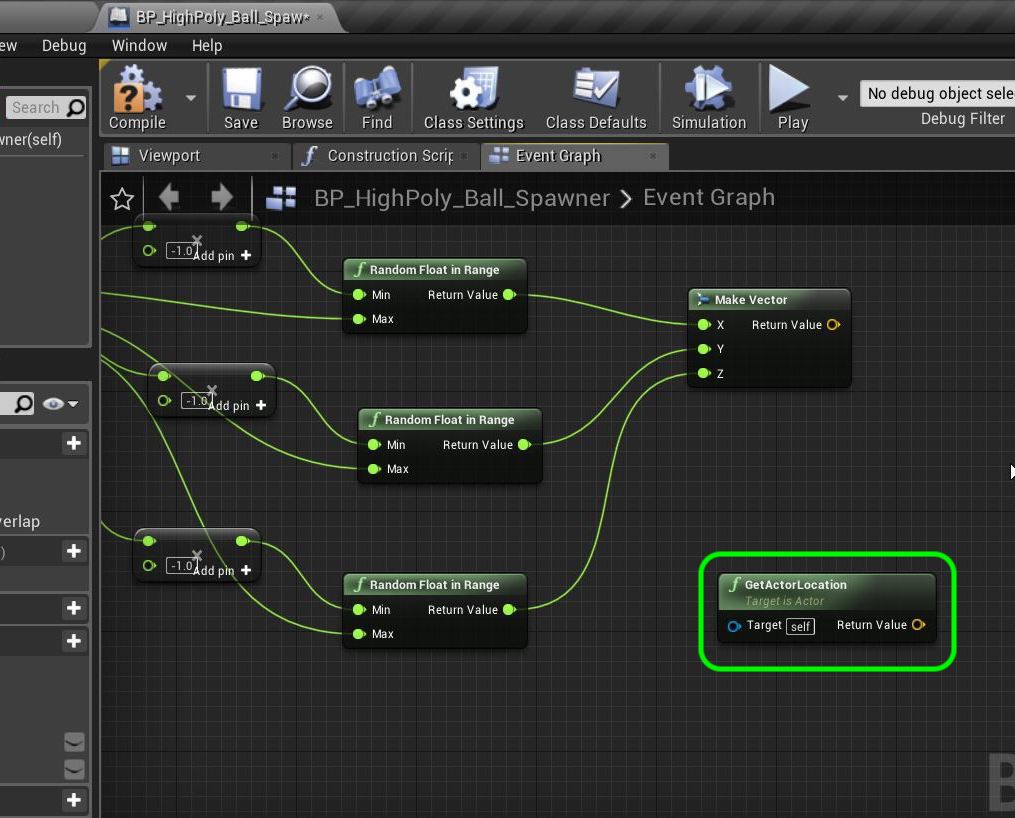 BP_HighPoly_Ball_Spaw*
Debug Window Help
Search
Compile Save Browse Find Class Settings Class Defaults Simulation Play
No debug object sele
Debug Filter
wner(self)
Viewport Construction Scrip Event Graph
BP_HighPoly_Ball_Spawner > Event Graph
-1.0 Add pin +
Random Float in Range
Min Return Value
Max
Make Vector
X Return Value
Y
Z
-1.0 Add pin +
Random Float in Range
Min Return Value
Max
verlap
-1.0 Add pin +
Random Float in Range
Min Return Value
Max
GetActorLocation
Target is Actor
Target self Return Value